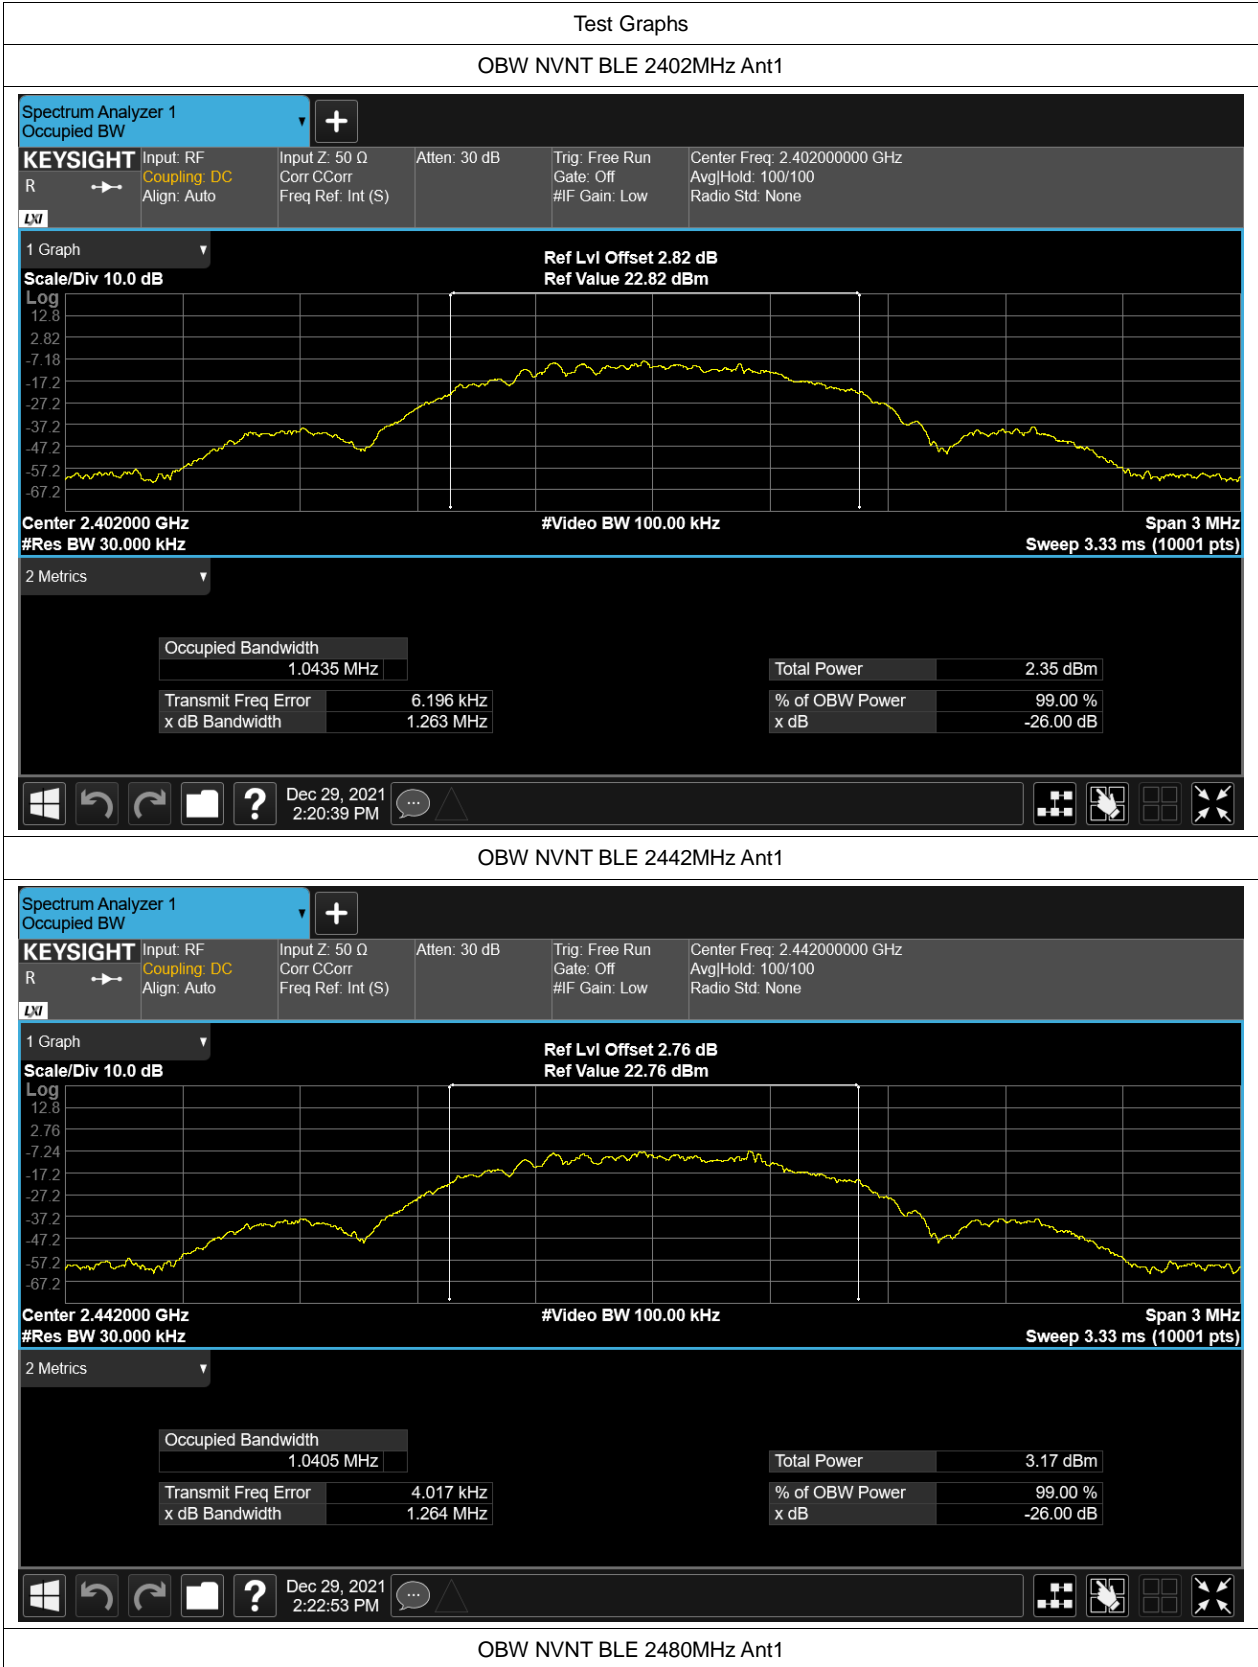 Test Graphs
OBW NVNT BLE 2402MHz Ant1
Spectrum Analyzer 1
Occupied BW
KEYSIGHT Input: RF Input Z: 50 Ω Atten: 30 dB Trig: Free Run Center Freq: 2.402000000 GHz
R Coupling: DC Corr CCorr Gate: Off Avg|Hold: 100/100
Align: Auto Freq Ref: Int (S) #IF Gain: Low Radio Std: None
LXI
1 Graph
Ref Lvl Offset 2.82 dB
Scale/Div 10.0 dB Ref Value 22.82 dBm
Log
12.8
2.82
-7.18
-17.2
-27.2
-37.2
-47.2
-57.2
-67.2
Center 2.402000 GHz #Video BW 100.00 kHz Span 3 MHz
#Res BW 30.000 kHz Sweep 3.33 ms (10001 pts)
2 Metrics
Occupied Bandwidth
1.0435 MHz Total Power 2.35 dBm
Transmit Freq Error 6.196 kHz % of OBW Power 99.00 %
x dB Bandwidth 1.263 MHz x dB -26.00 dB
Dec 29, 2021
2:20:39 PM
OBW NVNT BLE 2442MHz Ant1
Spectrum Analyzer 1
Occupied BW
KEYSIGHT Input: RF Input Z: 50 Ω Atten: 30 dB Trig: Free Run Center Freq: 2.442000000 GHz
R Coupling: DC Corr CCorr Gate: Off Avg|Hold: 100/100
Align: Auto Freq Ref: Int (S) #IF Gain: Low Radio Std: None
LXI
1 Graph
Ref Lvl Offset 2.76 dB
Scale/Div 10.0 dB Ref Value 22.76 dBm
Log
12.8
2.76
-7.24
-17.2
-27.2
-37.2
-47.2
-57.2
-67.2
Center 2.442000 GHz #Video BW 100.00 kHz Span 3 MHz
#Res BW 30.000 kHz Sweep 3.33 ms (10001 pts)
2 Metrics
Occupied Bandwidth
1.0405 MHz Total Power 3.17 dBm
Transmit Freq Error 4.017 kHz % of OBW Power 99.00 %
x dB Bandwidth 1.264 MHz x dB -26.00 dB
Dec 29, 2021
2:22:53 PM
OBW NVNT BLE 2480MHz Ant1